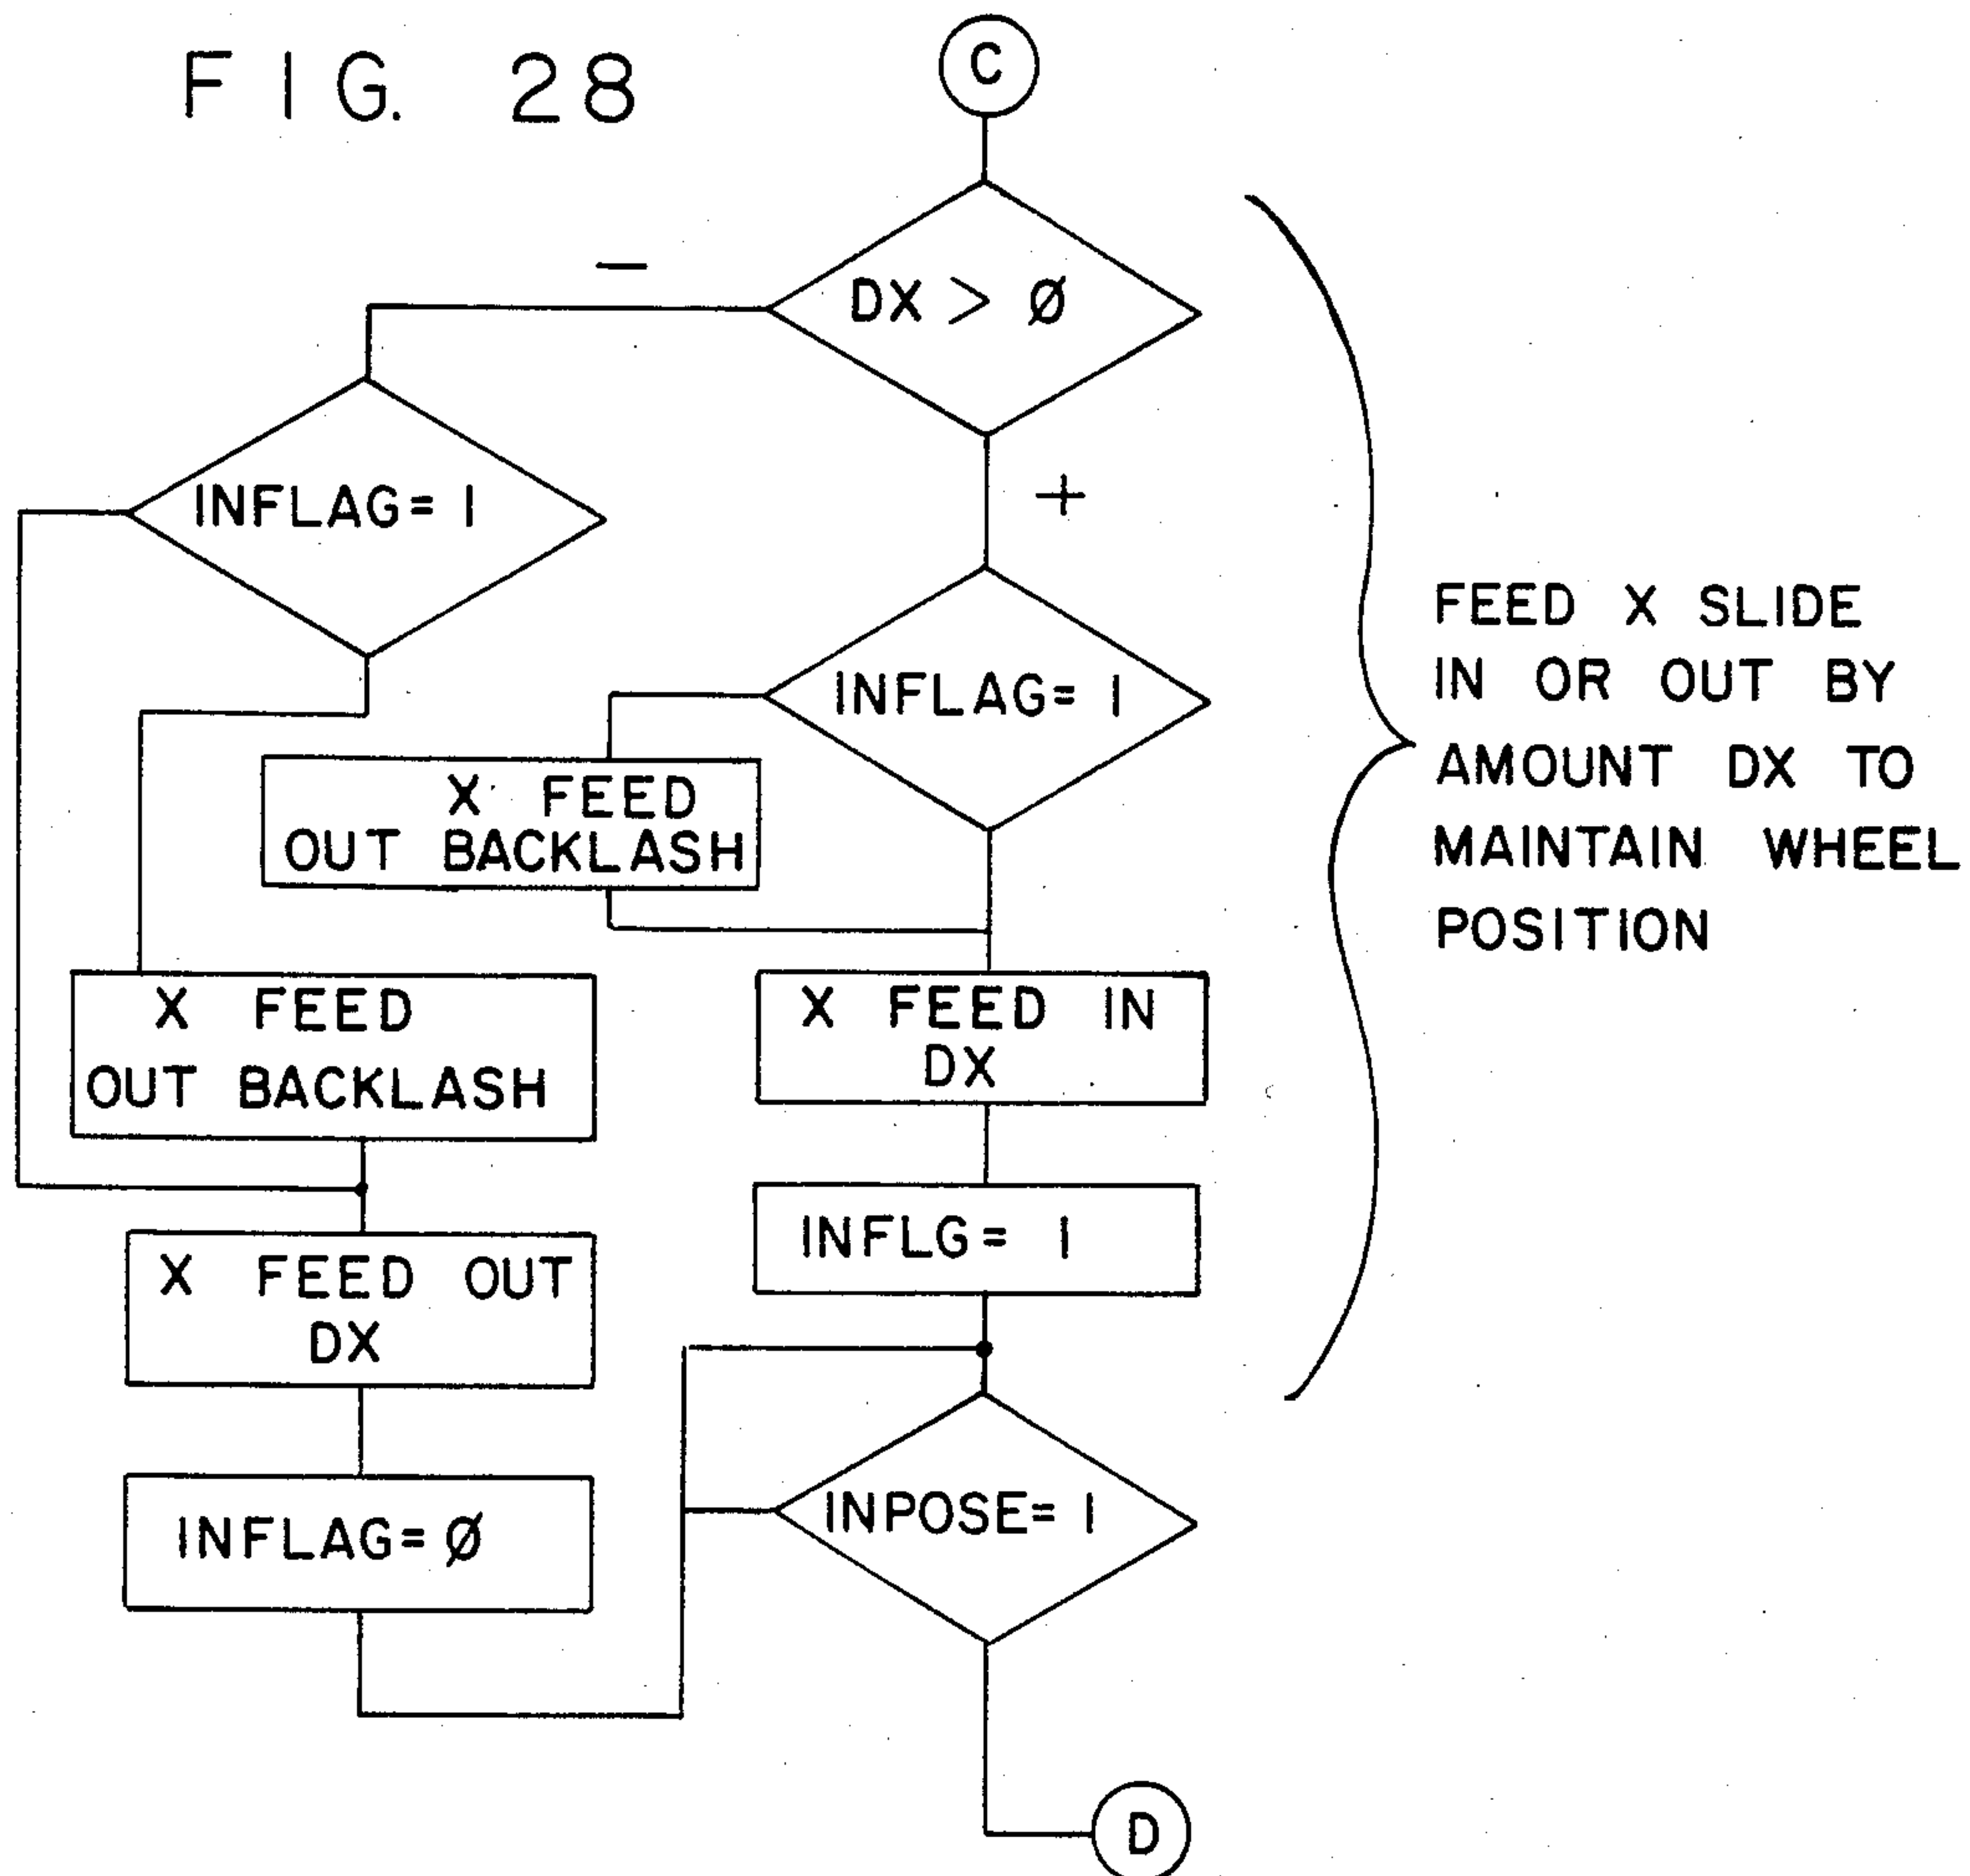 FIG. 28
C
DX > Ø
−
+
INFLAG= 1
INFLAG= 1
X FEED
OUT BACKLASH
X FEED
OUT BACKLASH
X FEED IN
DX
X FEED OUT
DX
INFLG= 1
INFLAG=Ø
INPOSE= 1
D
FEED X SLIDE
IN OR OUT BY
AMOUNT DX TO
MAINTAIN WHEEL
POSITION